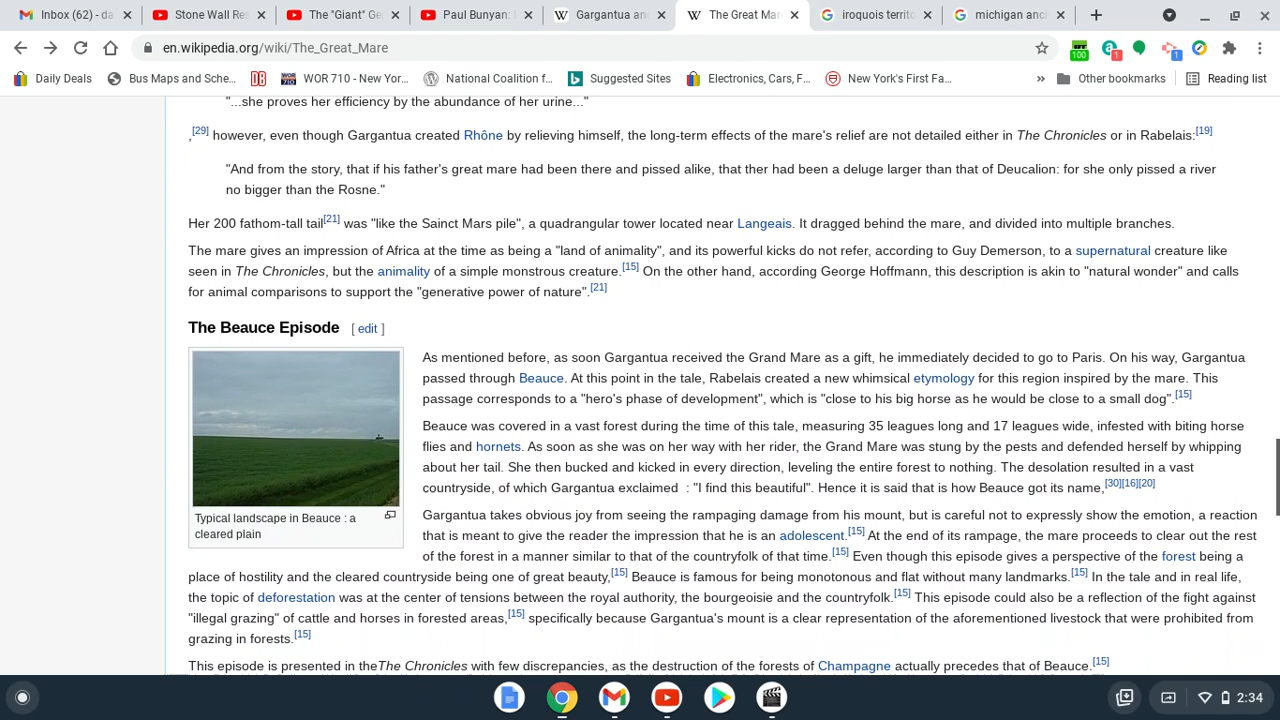 Inbox (62) - da
Stone Wall Res
The "Giant" Ge
Paul Bunyan: M
Gargantua and
The Great Mare
iroquois territo
michigan anci
en.wikipedia.org/wiki/The_Great_Mare
100
1
1
Daily Deals
Bus Maps and Sche...
DB
WOR 710 - New Yor...
National Coalition f...
Suggested Sites
Electronics, Cars, F...
New York's First Fa...
»
Other bookmarks
Reading list
"...she proves her efficiency by the abundance of her urine..."
,[29] however, even though Gargantua created Rhône by relieving himself, the long-term effects of the mare's relief are not detailed either in The Chronicles or in Rabelais:[19]
"And from the story, that if his father's great mare had been there and pissed alike, that ther had been a deluge larger than that of Deucalion: for she only pissed a river
no bigger than the Rosne."
Her 200 fathom-tall tail[21] was "like the Sainct Mars pile", a quadrangular tower located near Langeais. It dragged behind the mare, and divided into multiple branches.
The mare gives an impression of Africa at the time as being a "land of animality", and its powerful kicks do not refer, according to Guy Demerson, to a supernatural creature like
seen in The Chronicles, but the animality of a simple monstrous creature.[15] On the other hand, according George Hoffmann, this description is akin to "natural wonder" and calls
for animal comparisons to support the "generative power of nature".[21]
The Beauce Episode [ edit ]
As mentioned before, as soon Gargantua received the Grand Mare as a gift, he immediately decided to go to Paris. On his way, Gargantua
passed through Beauce. At this point in the tale, Rabelais created a new whimsical etymology for this region inspired by the mare. This
passage corresponds to a "hero's phase of development", which is "close to his big horse as he would be close to a small dog".[15]
Beauce was covered in a vast forest during the time of this tale, measuring 35 leagues long and 17 leagues wide, infested with biting horse
flies and hornets. As soon as she was on her way with her rider, the Grand Mare was stung by the pests and defended herself by whipping
about her tail. She then bucked and kicked in every direction, leveling the entire forest to nothing. The desolation resulted in a vast
countryside, of which Gargantua exclaimed : "I find this beautiful". Hence it is said that is how Beauce got its name,[30][16][20]
Typical landscape in Beauce : a
cleared plain
Gargantua takes obvious joy from seeing the rampaging damage from his mount, but is careful not to expressly show the emotion, a reaction
that is meant to give the reader the impression that he is an adolescent.[15] At the end of its rampage, the mare proceeds to clear out the rest
of the forest in a manner similar to that of the countryfolk of that time.[15] Even though this episode gives a perspective of the forest being a
place of hostility and the cleared countryside being one of great beauty,[15] Beauce is famous for being monotonous and flat without many landmarks.[15] In the tale and in real life,
the topic of deforestation was at the center of tensions between the royal authority, the bourgeoisie and the countryfolk.[15] This episode could also be a reflection of the fight against
"illegal grazing" of cattle and horses in forested areas,[15] specifically because Gargantua's mount is a clear representation of the aforementioned livestock that were prohibited from
grazing in forests.[15]
This episode is presented in theThe Chronicles with few discrepancies, as the destruction of the forests of Champagne actually precedes that of Beauce.[15]
2:34